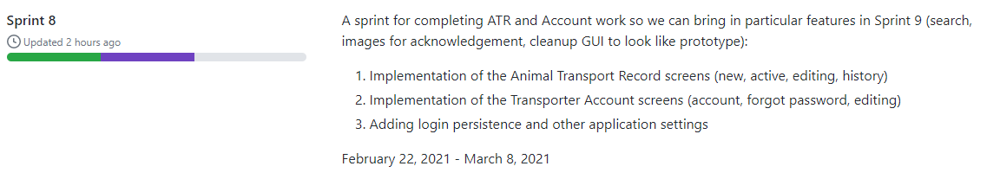 Sprint 8
Updated 2 hours ago
A sprint for completing ATR and Account work so we can bring in particular features in Sprint 9 (search,
images for acknowledgement, cleanup GUI to look like prototype):
1. Implementation of the Animal Transport Record screens (new, active, editing, history)
2. Implementation of the Transporter Account screens (account, forgot password, editing)
3. Adding login persistence and other application settings
February 22, 2021 - March 8, 2021